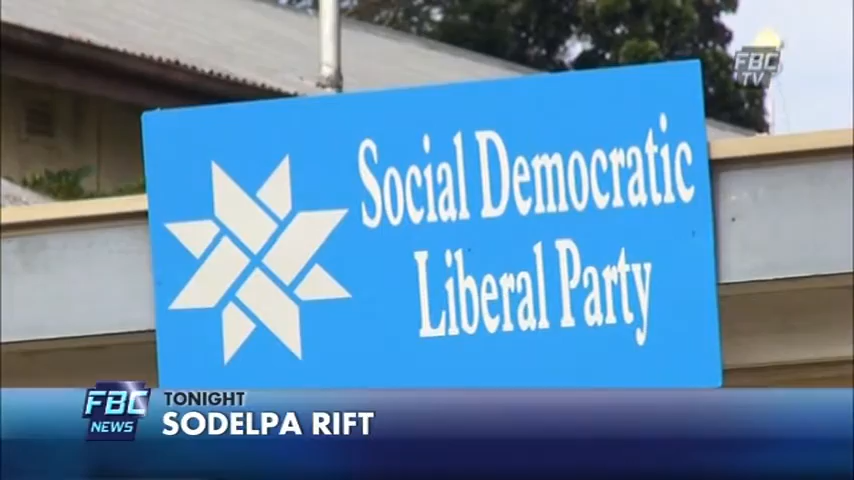 FBC
TV
Social Democratic
Liberal Party
FBC
NEWS
TONIGHT
SODELPA RIFT